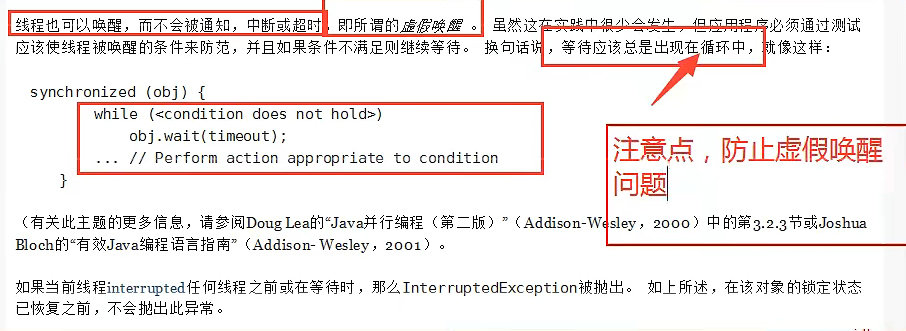 线程也可以唤醒，而不会被通知，中断或超时，即所谓的虚假唤醒 。 虽然这在实践中很少会发生，但应用程序必须通过测试
应该使线程被唤醒的条件来防范，并且如果条件不满足则继续等待。 换句话说，等待应该总是出现在循环中，就像这样：
synchronized (obj) {
while (<condition does not hold>)
obj.wait(timeout);
... // Perform action appropriate to condition
}
注意点，防止虚假唤醒
问题
（有关此主题的更多信息，请参阅Doug Lea的“Java并行编程（第二版）”（Addison-Wesley，2000）中的第3.2.3节或Joshua
Bloch的“有效Java编程语言指南”（Addison- Wesley，2001）。
如果当前线程interrupted任何线程之前或在等待时，那么InterruptedException被抛出。 如上所述，在该对象的锁定状态
已恢复之前，不会抛出此异常。